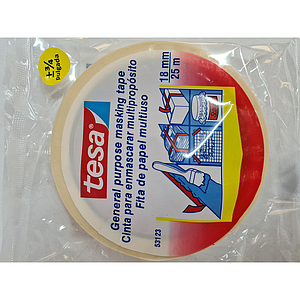 ± 3/4
pulgada
tesa
General purpose masking tape
Cinta para enmascarar multipropósito
Fita de papel multiuso
18 mm
25 m
53123